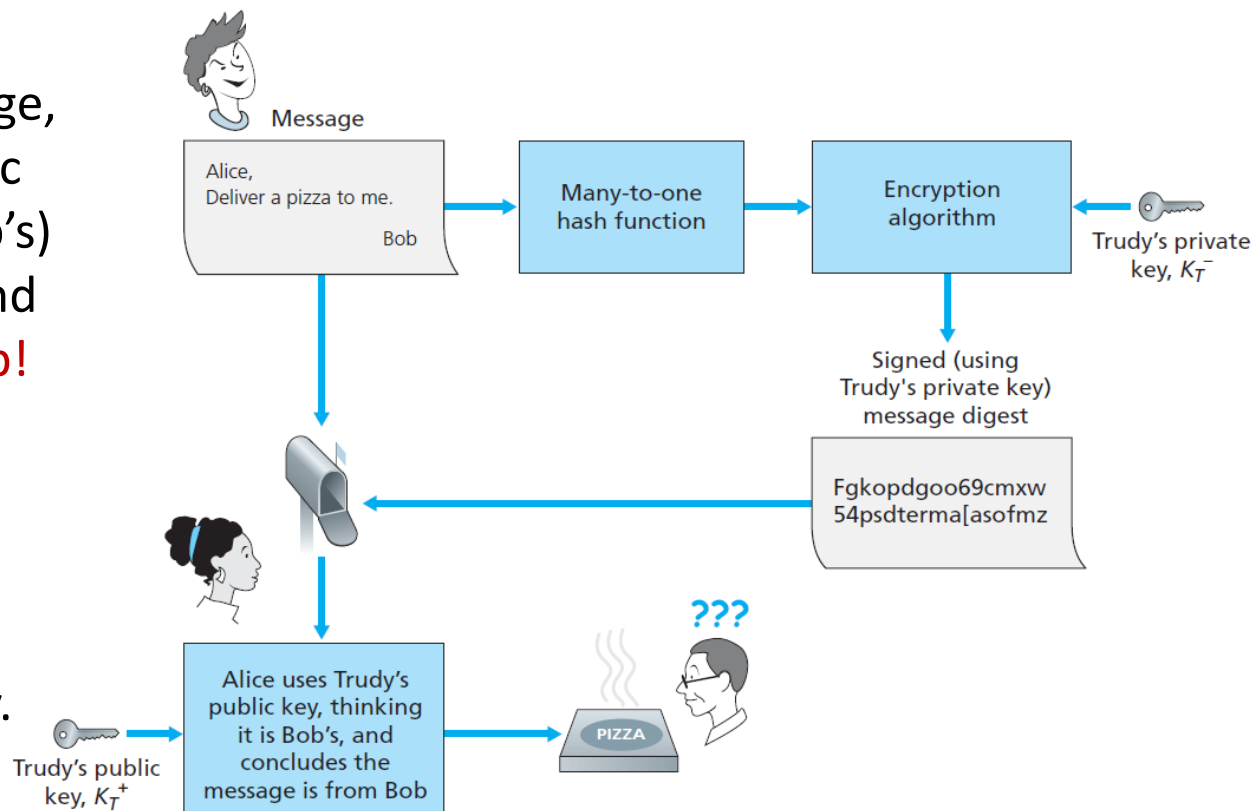 ge,
c
o's)
nd
o!
.
Message
Alice,
Deliver a pizza to me.
Bob
Many-to-one
hash function
Encryption
algorithm
Trudy’s private
key, K_T^−
Signed (using
Trudy's private key)
message digest
Fgkopdgoo69cmxw
54psdterma[asofmz
Alice uses Trudy’s
public key, thinking
it is Bob’s, and
concludes the
message is from Bob
Trudy’s public
key, K_T^+
PIZZA
???